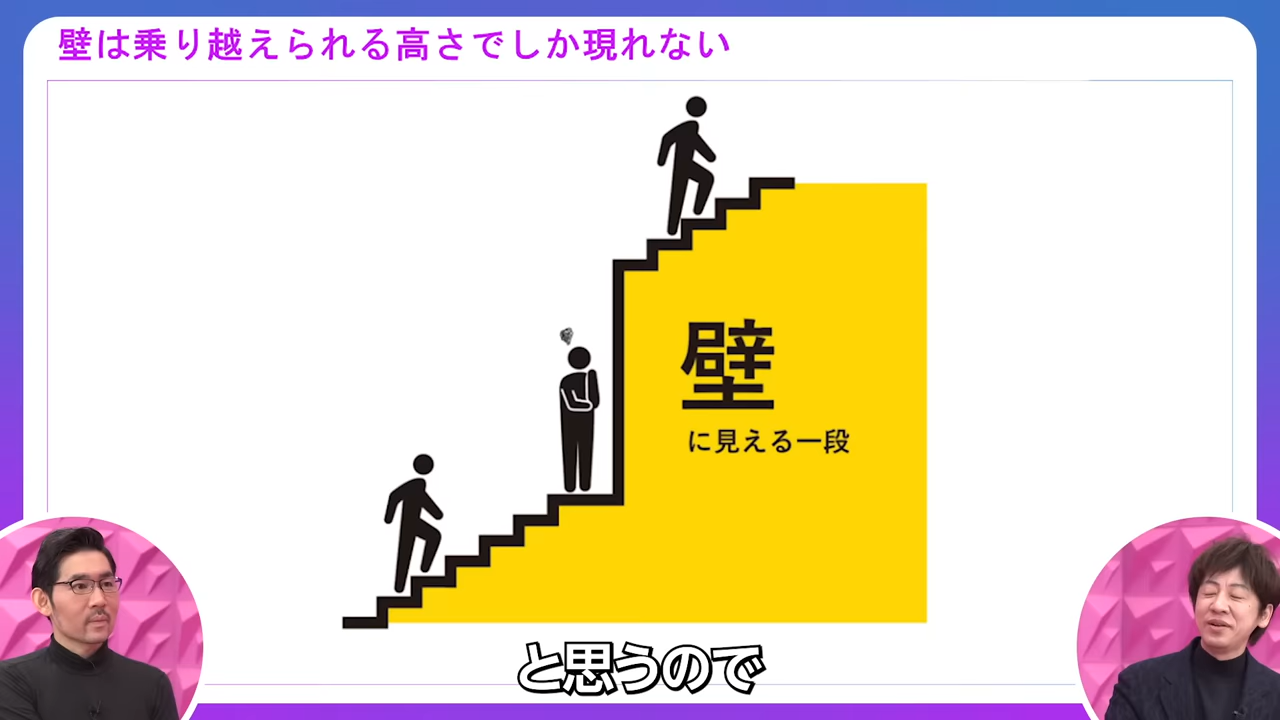 壁は乗り越えられる高さでしか現れない
壁
に見える一段
と思うので